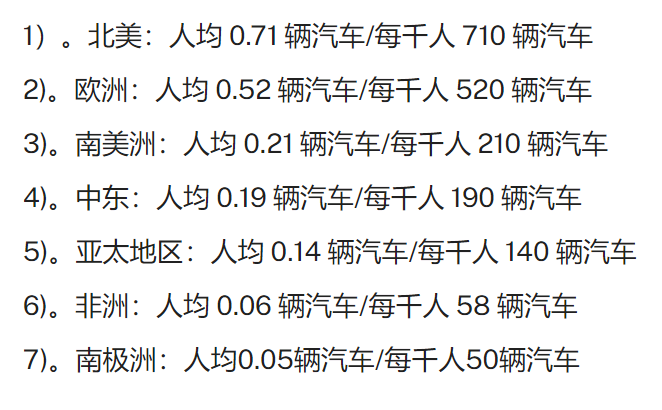 1）。北美：人均 0.71 辆汽车/每千人 710 辆汽车
2)。欧洲：人均 0.52 辆汽车/每千人 520 辆汽车
3)。南美洲：人均 0.21 辆汽车/每千人 210 辆汽车
4)。中东：人均 0.19 辆汽车/每千人 190 辆汽车
5)。亚太地区：人均 0.14 辆汽车/每千人 140 辆汽车
6)。非洲：人均 0.06 辆汽车/每千人 58 辆汽车
7)。南极洲：人均0.05辆汽车/每千人50辆汽车